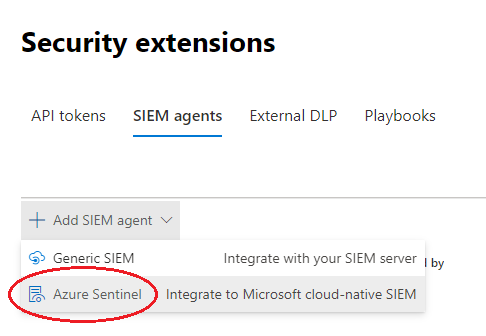 Security extensions
API tokens SIEM agents External DLP Playbooks
Add SIEM agent
Generic SIEM Integrate with your SIEM server
d by
Azure Sentinel Integrate to Microsoft cloud-native SIEM